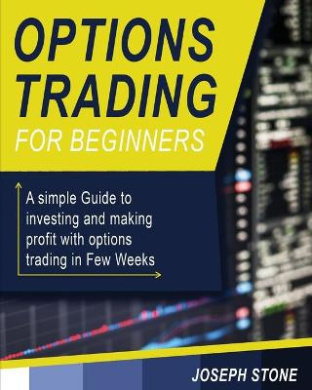 OPTIONS
TRADING
FOR BEGINNERS
A simple Guide to
investing and making
profit with options
trading in Few Weeks
JOSEPH STONE